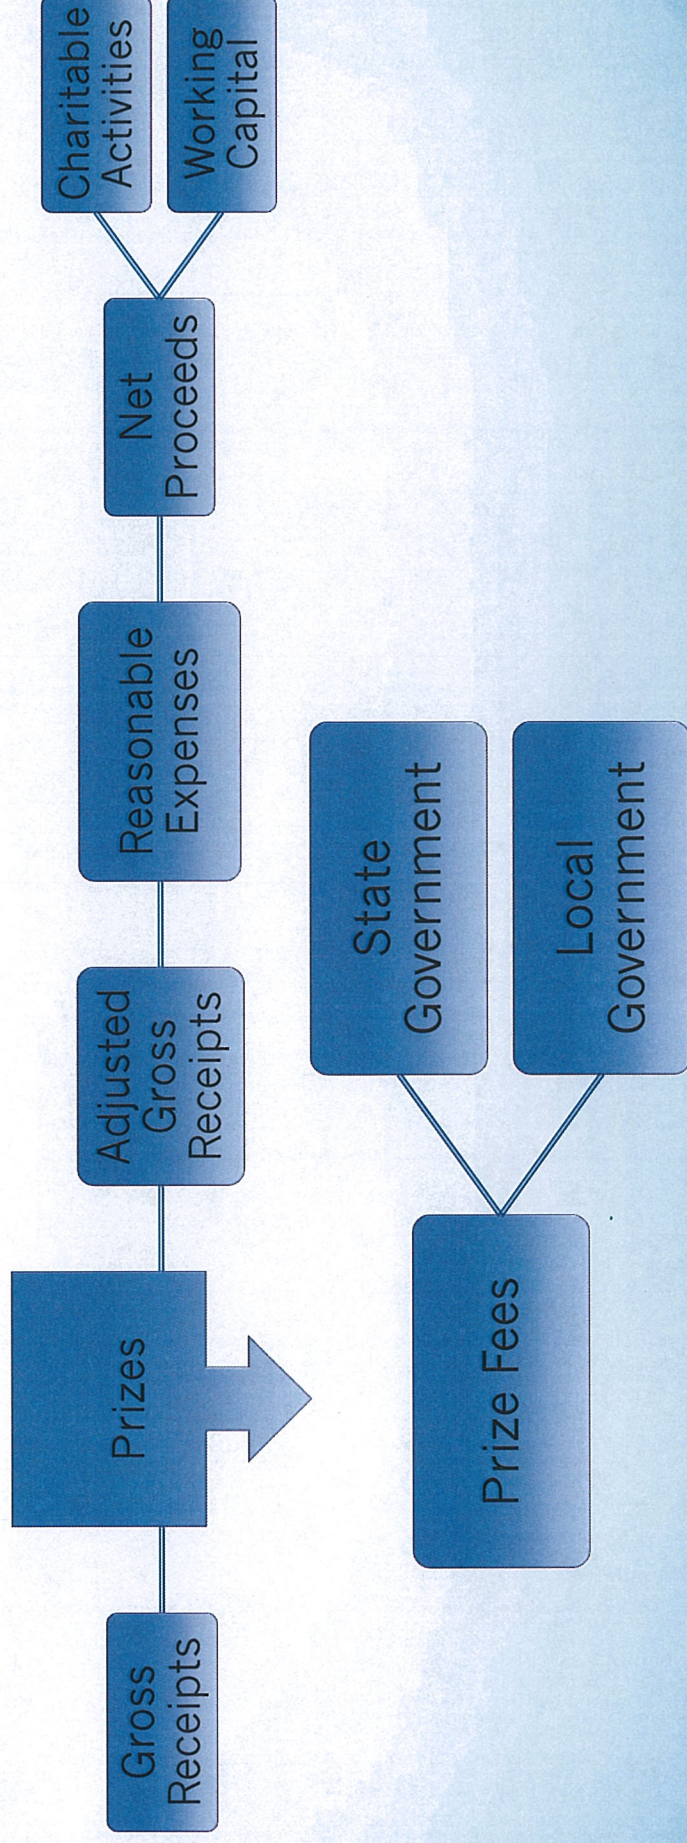 Gross
Receipts
Prizes
Adjusted
Gross
Receipts
Reasonable
Expenses
Net
Proceeds
Charitable
Activities
Working
Capital
Prize Fees
State
Government
Local
Government